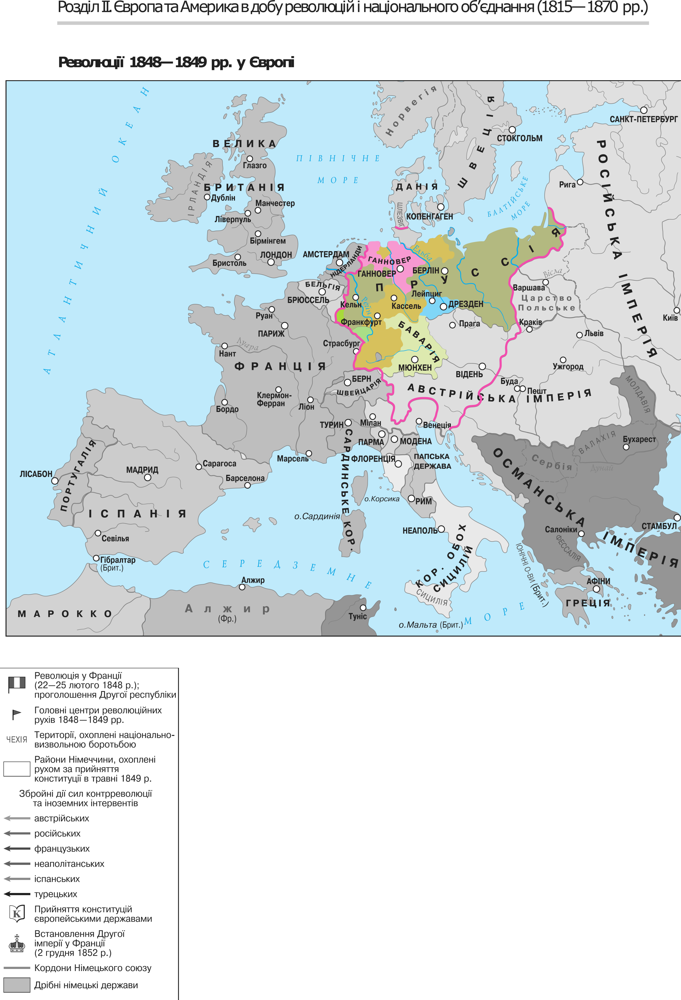 Розділ II. Європа та Америка в добу революцій і національного об’єднання (1815—1870 рр.)
Революції 1848—1849 рр. у Європі
АТЛАНТИЧНИЙ ОКЕАН
Норвегія
ШВЕЦІЯ
САНКТ-ПЕТЕРБУРГ
СТОКГОЛЬМ
ВЕЛИКА
БРИТАНІЯ
Глазго
ІРЛАНДІЯ
Дублін
Манчестер
Ліверпуль
Бірмінгем
Бристоль
ЛОНДОН
ПІВНІЧНЕ
МОРЕ
ДАНІЯ
ШЛЕЗВІГ
КОПЕНГАГЕН
БАЛТІЙСЬКЕ
МОРЕ
Рига
РОСІЙСЬКА ІМПЕРІЯ
АМСТЕРДАМ
НІДЕРЛАНДИ
ГАННОВЕР
ГАННОВЕР
Ельба
БЕРЛІН
ПРУССІЯ
Вісла
Варшава
Царство
Польське
БЕЛЬГІЯ
БРЮССЕЛЬ
Кельн
Рейн
Кассель
Лейпциг
ДРЕЗДЕН
Франкфурт
Прага
Краків
Львів
Київ
Руан
ПАРИЖ
Луара
Нант
Страсбург
БАВАРІЯ
МЮНХЕН
ВІДЕНЬ
Ужгород
ФРАНЦІЯ
БЕРН
ШВЕЙЦАРІЯ
Буда
Пешт
АВСТРІЙСЬКА ІМПЕРІЯ
МОЛДАВІЯ
Клермон-
Ферран
Ліон
Бордо
ТУРИН
Мілан
Венеція
ПАРМА
МОДЕНА
ВАЛАХІЯ
Бухарест
Сербія
Дунай
Марсель
САРДИНСЬКЕ КОР.
ФЛОРЕНЦІЯ
ПАПСЬКА
ДЕРЖАВА
ОСМАНСЬКА
ІМПЕРІЯ
ПОРТУГАЛІЯ
ЛІСАБОН
МАДРИД
Сарагоса
Барселона
ІСПАНІЯ
о.Корсика
РИМ
о.Сардинія
НЕАПОЛЬ
КОР. ОБОХ
СИЦИЛІЙ
СИЦИЛІЯ
Салоніки
ФЕССАЛІЯ
СТАМБУЛ
ІОНІЧНІ О-ВИ (Брит.)
АФІНИ
ГРЕЦІЯ
Севілья
Гібралтар
(Брит.)
СЕРЕДЗЕМНЕ
МОРЕ
Алжир
МАРОККО
Алжир
(Фр.)
Туніс
о.Мальта (Брит.)
Революція у Франції
(22—25 лютого 1848 р.);
проголошення Другої республіки
Головні центри революційних
рухів 1848—1849 рр.
ЧЕХІЯ
Території, охоплені національно-
визвольною боротьбою
Райони Німеччини, охоплені
рухом за прийняття
конституції в травні 1849 р.
Збройні дії сил контрреволюції
та іноземних інтервентів
австрійських
російських
французьких
неаполітанських
іспанських
турецьких
К
Прийняття конституцій
європейськими державами
Встановлення Другої
імперії у Франції
(2 грудня 1852 р.)
Кордони Німецького союзу
Дрібні німецькі держави